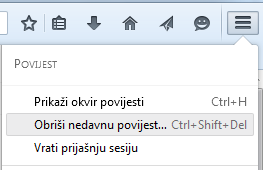 Povijest
Prikaži okvir povijesti Ctrl+H
Obriši nedavnu povijest... Ctrl+Shift+Del
Vrati prijašnju sesiju